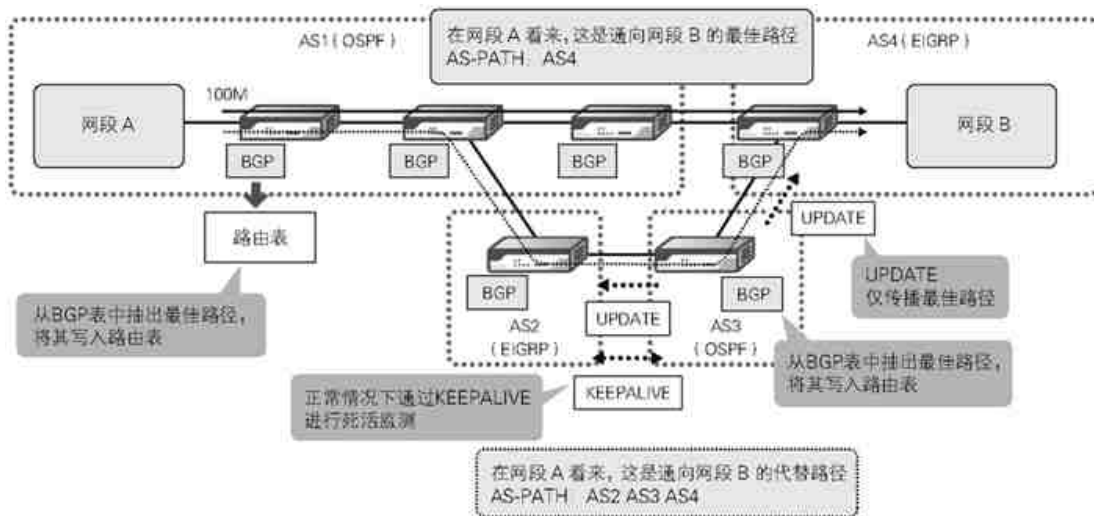 AS1(OSPF)
在网段 A 看来,这是通向网段 B 的最佳路径
AS-PATH: AS4
AS4(EIGRP)
网段 A
100M
网段 B
BGP
BGP
BGP
BGP
路由表
UPDATE
从BGP表中抽出最佳路径,
将其写入路由表
BGP
BGP
UPDATE
仅传播最佳路径
AS2
(EIGRP)
UPDATE
AS3
(OSPF)
从BGP表中抽出最佳路径,
将其写入路由表
正常情况下通过KEEPALIVE
进行死活监测
KEEPALIVE
在网段 A 看来, 这是通向网段 B 的代替路径
AS-PATH AS2 AS3 AS4